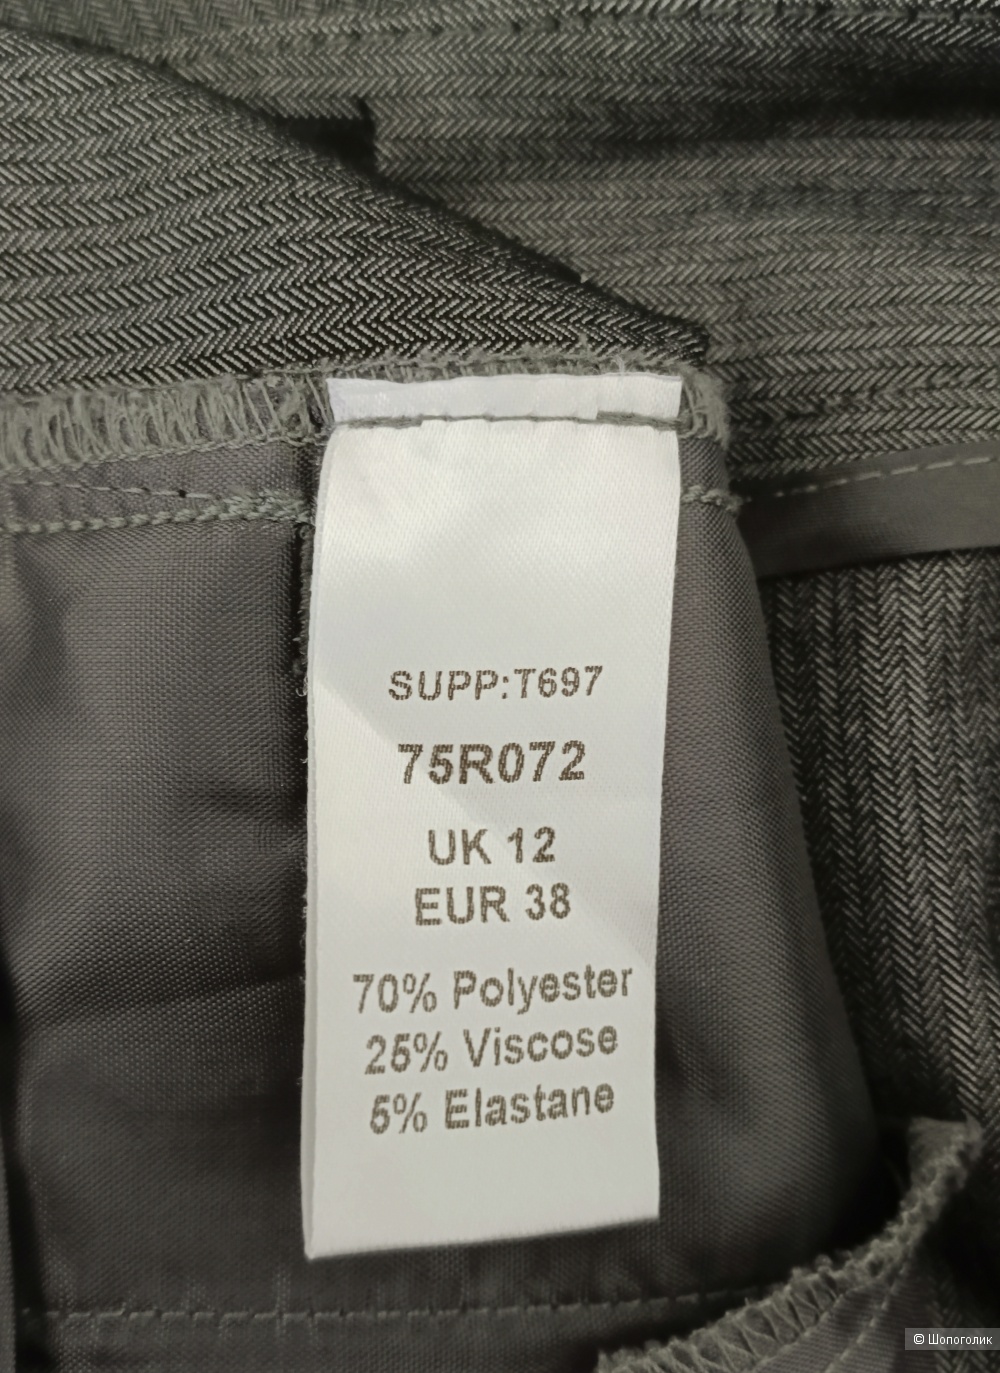 SUPP:T697
75R072
UK 12
EUR 38
70% Polyester
25% Viscose
5% Elastane
© Шопоголик